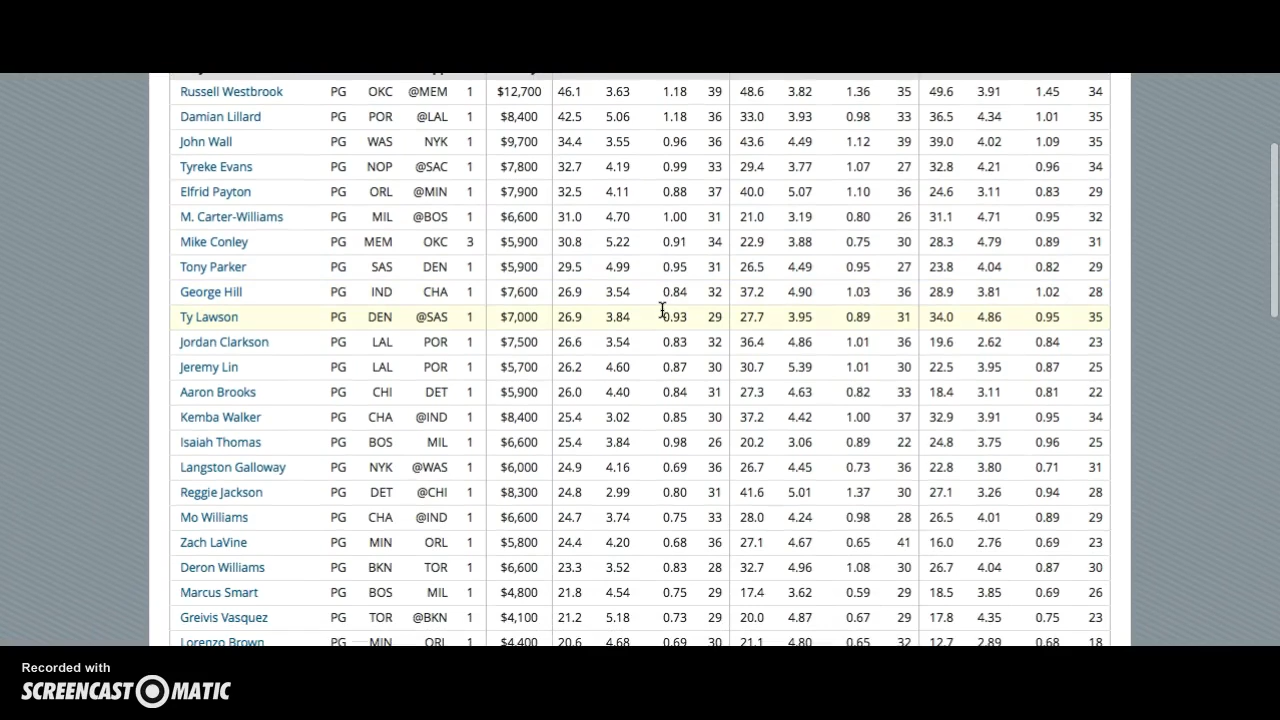 Russell Westbrook PG OKC @MEM 1 $12,700 46.1 3.63 1.18 39 48.6 3.82 1.36 35 49.6 3.91 1.45 34
Damian Lillard PG POR @LAL 1 $8,400 42.5 5.06 1.18 36 33.0 3.93 0.98 33 36.5 4.34 1.01 35
John Wall PG WAS NYK 1 $9,700 34.4 3.55 0.96 36 43.6 4.49 1.12 39 39.0 4.02 1.09 35
Tyreke Evans PG NOP @SAC 1 $7,800 32.7 4.19 0.99 33 29.4 3.77 1.07 27 32.8 4.21 0.96 34
Elfrid Payton PG ORL @MIN 1 $7,900 32.5 4.11 0.88 37 40.0 5.07 1.10 36 24.6 3.11 0.83 29
M. Carter-Williams PG MIL @BOS 1 $6,600 31.0 4.70 1.00 31 21.0 3.19 0.80 26 31.1 4.71 0.95 32
Mike Conley PG MEM OKC 3 $5,900 30.8 5.22 0.91 34 22.9 3.88 0.75 30 28.3 4.79 0.89 31
Tony Parker PG SAS DEN 1 $5,900 29.5 4.99 0.95 31 26.5 4.49 0.95 27 23.8 4.04 0.82 29
George Hill PG IND CHA 1 $7,600 26.9 3.54 0.84 32 37.2 4.90 1.03 36 28.9 3.81 1.02 28
Ty Lawson PG DEN @SAS 1 $7,000 26.9 3.84 0.93 29 27.7 3.95 0.89 31 34.0 4.86 0.95 35
Jordan Clarkson PG LAL POR 1 $7,500 26.6 3.54 0.83 32 36.4 4.86 1.01 36 19.6 2.62 0.84 23
Jeremy Lin PG LAL POR 1 $5,700 26.2 4.60 0.87 30 30.7 5.39 1.01 30 22.5 3.95 0.87 25
Aaron Brooks PG CHI DET 1 $5,900 26.0 4.40 0.84 31 27.3 4.63 0.82 33 18.4 3.11 0.81 22
Kemba Walker PG CHA @IND 1 $8,400 25.4 3.02 0.85 30 37.2 4.42 1.00 37 32.9 3.91 0.95 34
Isaiah Thomas PG BOS MIL 1 $6,600 25.4 3.84 0.98 26 20.2 3.06 0.89 22 24.8 3.75 0.96 25
Langston Galloway PG NYK @WAS 1 $6,000 24.9 4.16 0.69 36 26.7 4.45 0.73 36 22.8 3.80 0.71 31
Reggie Jackson PG DET @CHI 1 $8,300 24.8 2.99 0.80 31 41.6 5.01 1.37 30 27.1 3.26 0.94 28
Mo Williams PG CHA @IND 1 $6,600 24.7 3.74 0.75 33 28.0 4.24 0.98 28 26.5 4.01 0.89 29
Zach LaVine PG MIN ORL 1 $5,800 24.4 4.20 0.68 36 27.1 4.67 0.65 41 16.0 2.76 0.69 23
Deron Williams PG BKN TOR 1 $6,600 23.3 3.52 0.83 28 32.7 4.96 1.08 30 26.7 4.04 0.87 30
Marcus Smart PG BOS MIL 1 $4,800 21.8 4.54 0.75 29 17.4 3.62 0.59 29 18.5 3.85 0.69 26
Greivis Vasquez PG TOR @BKN 1 $4,100 21.2 5.18 0.73 29 20.0 4.87 0.67 29 17.8 4.35 0.75 23
Lorenzo Brown PG MIN ORL 1 $4,400 20.6 4.68 0.69 30 21.1 4.80 0.65 32 12.7 2.89 0.68 18
Recorded with
SCREENCAST MATIC